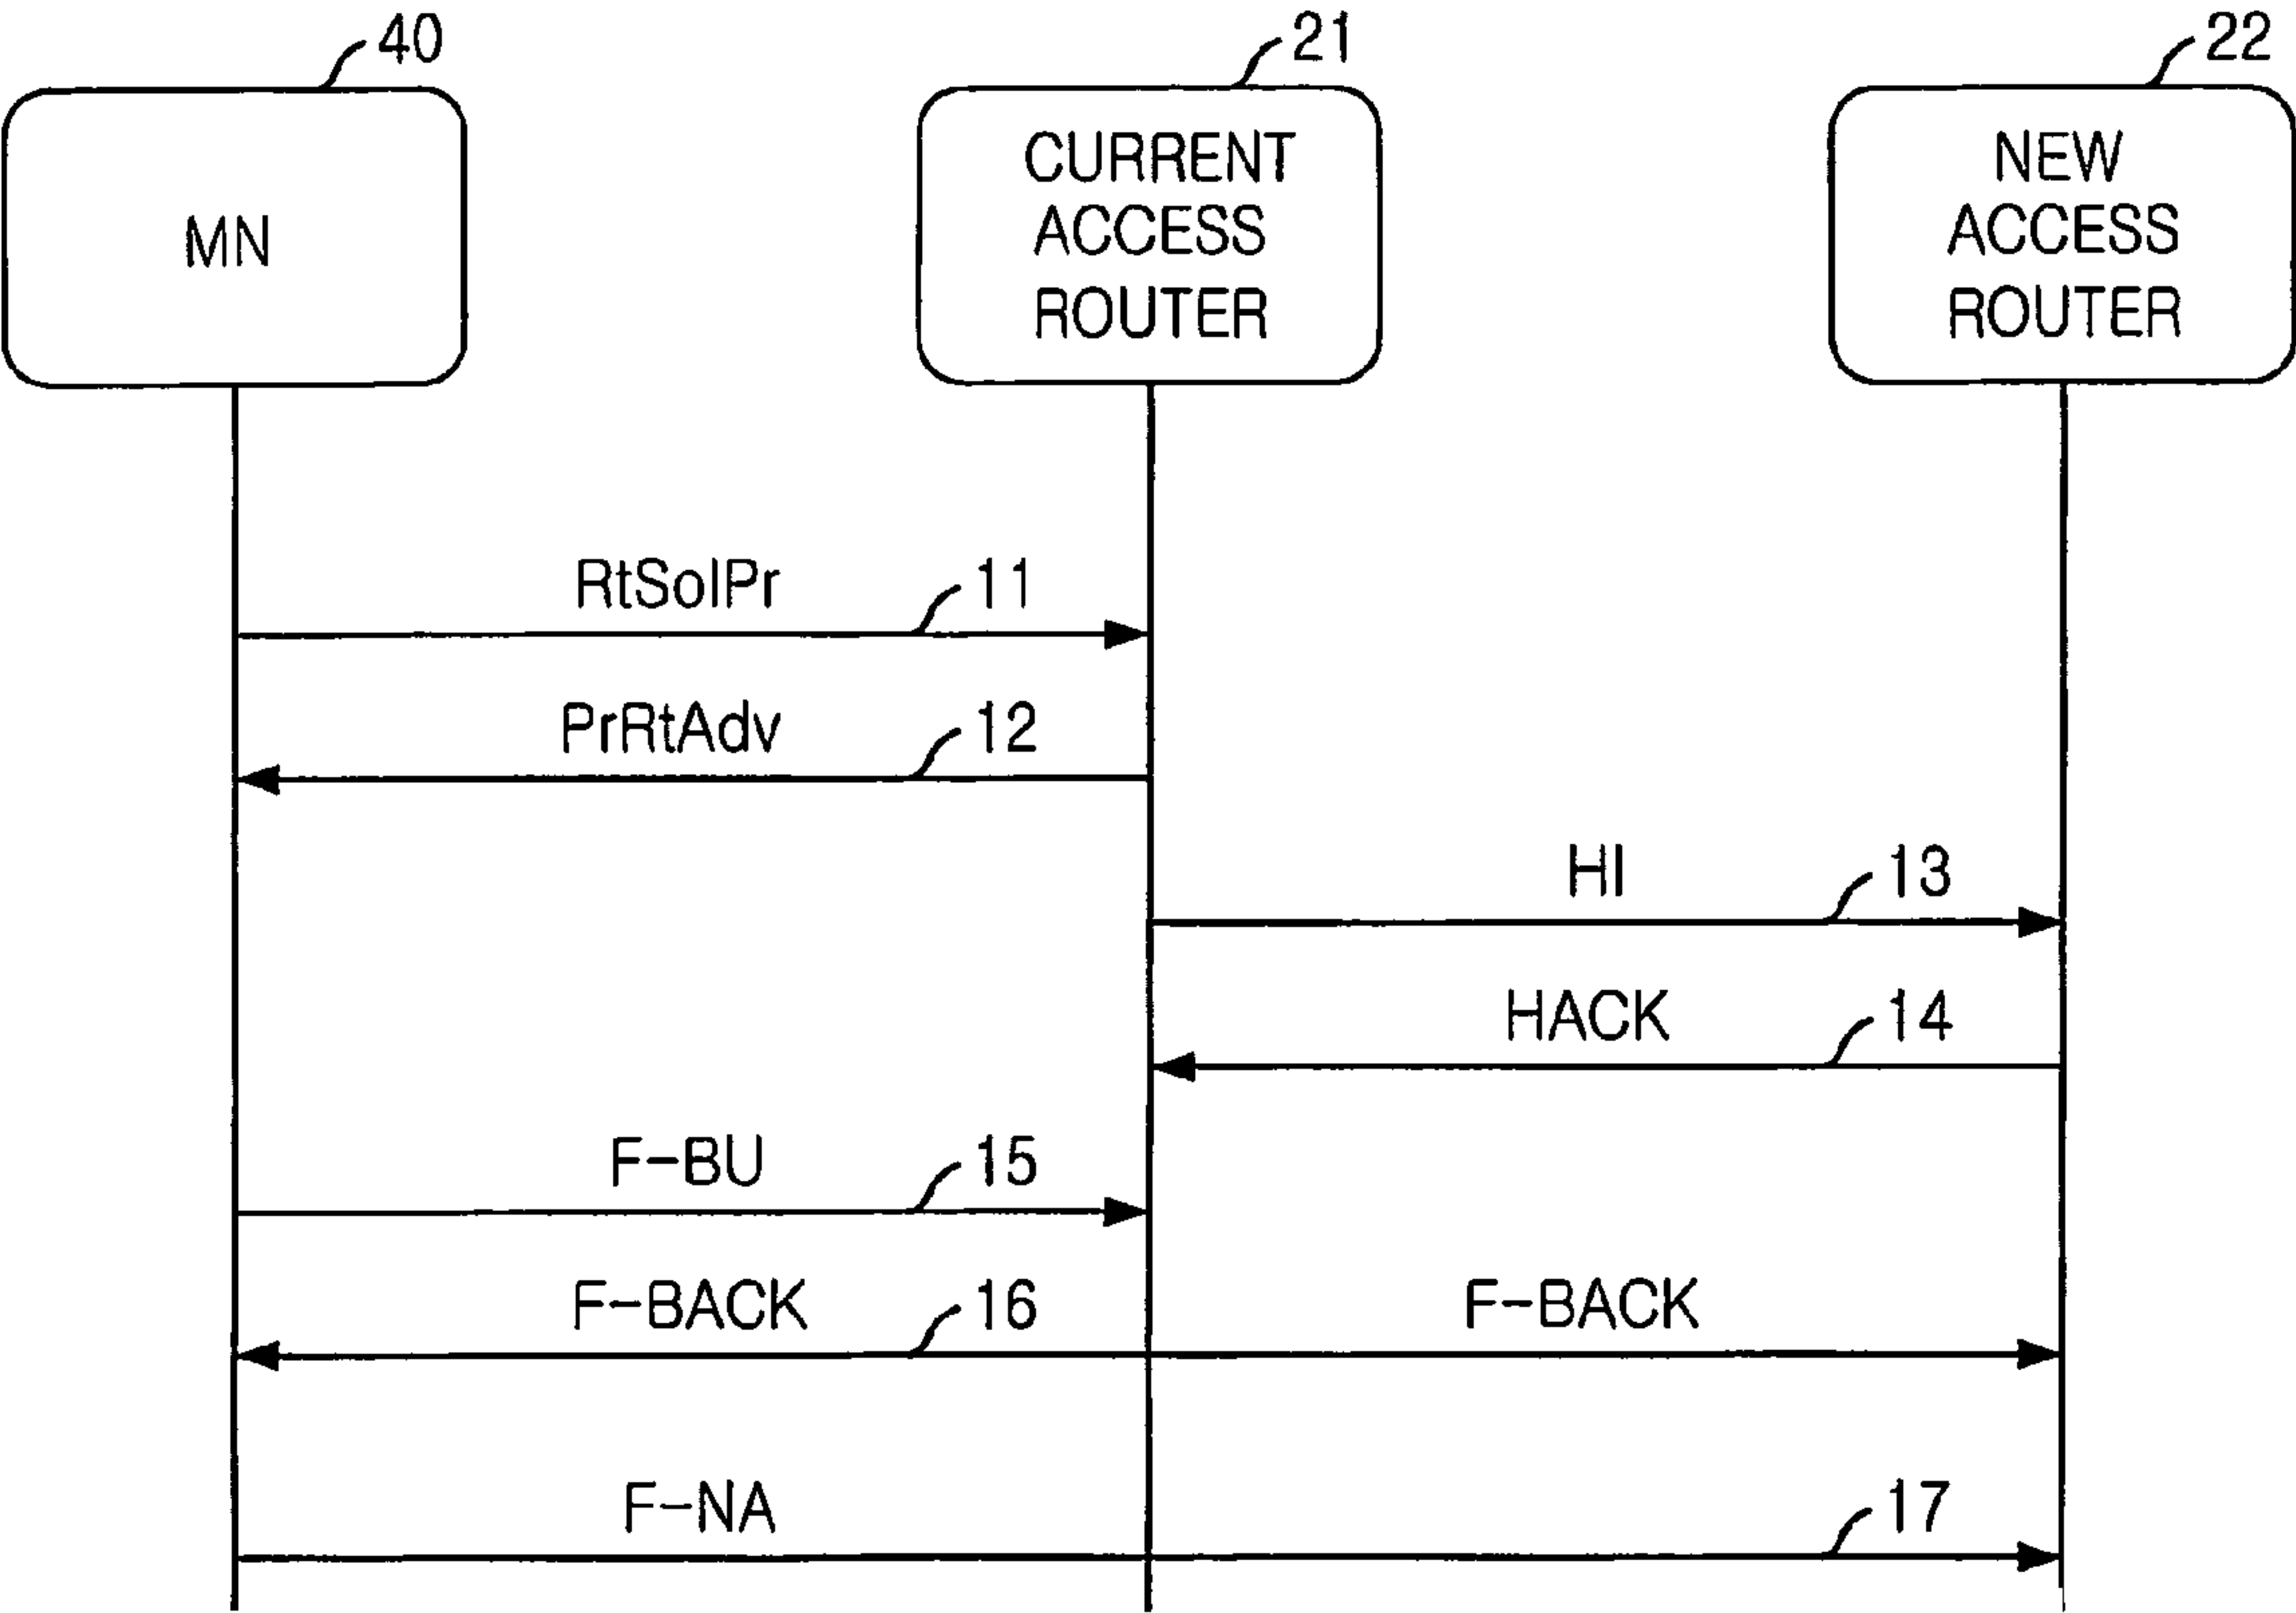 40
21
22
MN
CURRENT
ACCESS
ROUTER
NEW
ACCESS
ROUTER
RtSolPr 11
PrRtAdv 12
HI 13
HACK 14
F-BU 15
F-BACK 16 F-BACK
F-NA 17